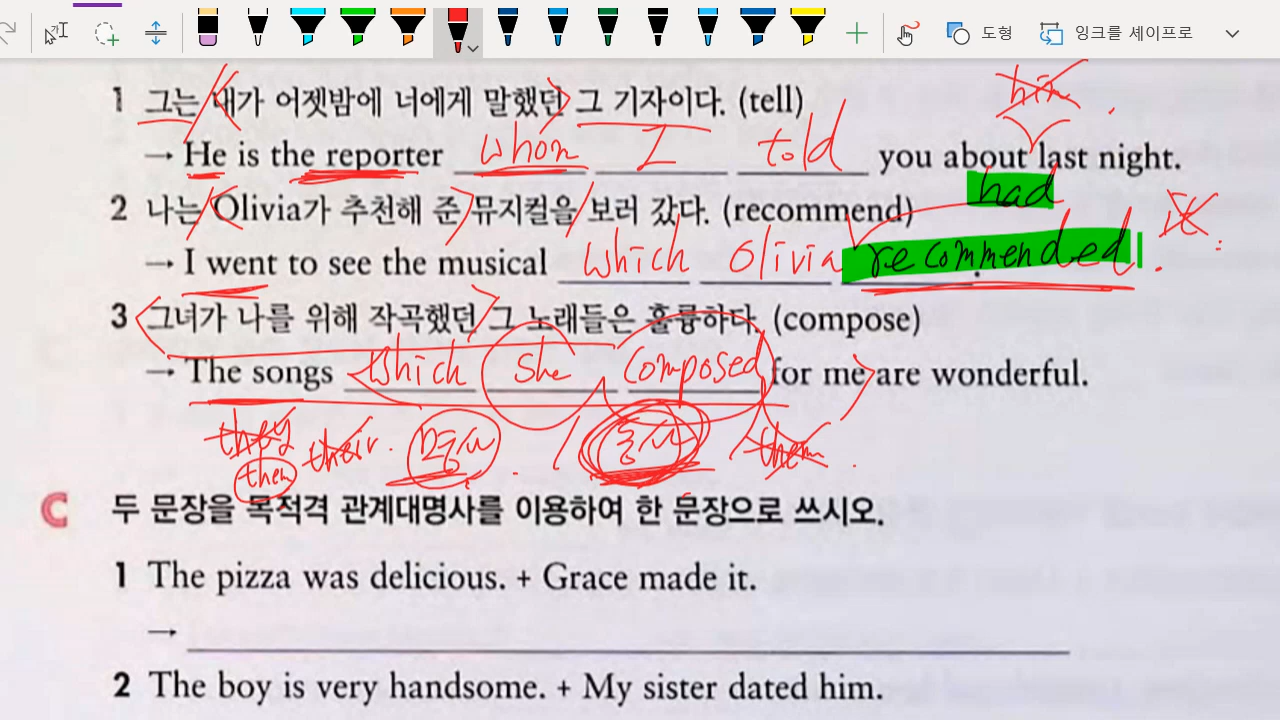 도형 잉크를 셰이프로
him
1 그는 내가 어젯밤에 너에게 말했던 그 기자이다. (tell)
→ He is the reporter whom I told you about last night.
had
2 나는 Olivia가 추천해 준 뮤지컬을 보러 갔다. (recommend)
it.
→ I went to see the musical which Olivia recommended.
3 그녀가 나를 위해 작곡했던 그 노래들은 훌륭하다. (compose)
→ The songs which she composed for me are wonderful.
they their. 동사 them
them
C 두 문장을 목적격 관계대명사를 이용하여 한 문장으로 쓰시오.
1 The pizza was delicious. + Grace made it.
→
2 The boy is very handsome. + My sister dated him.